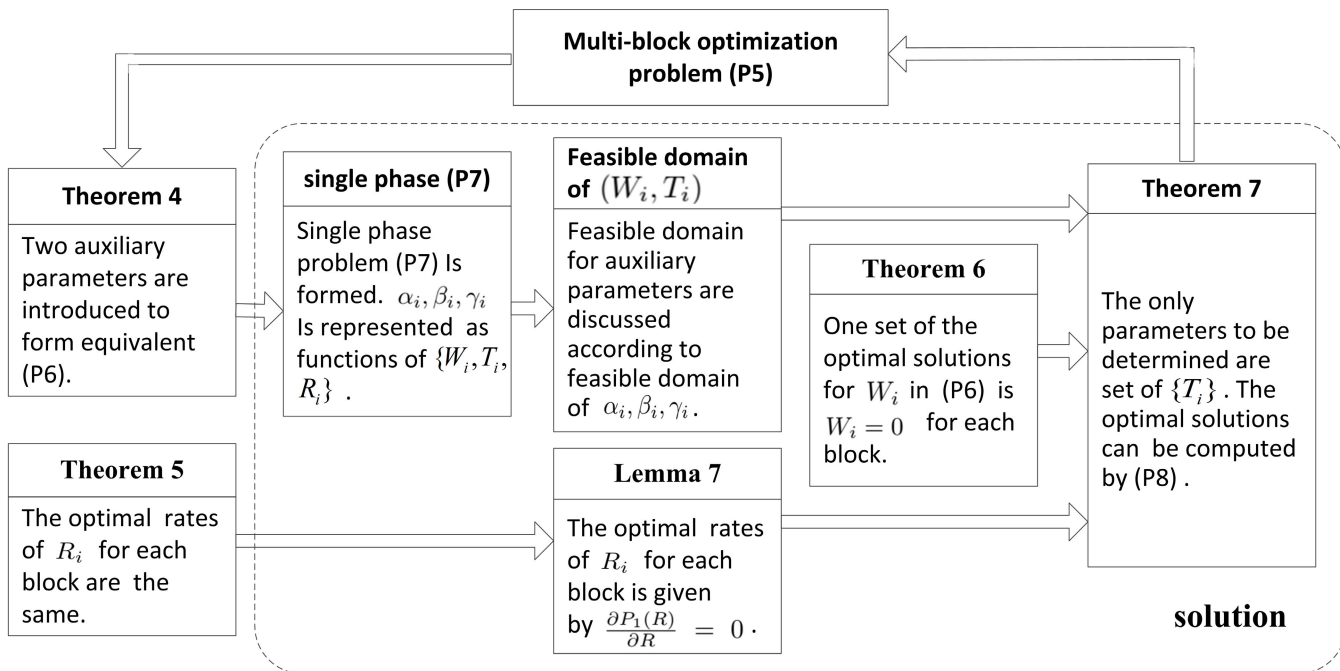 Multi-block optimization
problem (P5)
Theorem 4
Two auxiliary
parameters are
introduced to
form equivalent
(P6).
single phase (P7)
Single phase
problem (P7) Is
formed. αᵢ, βᵢ, γᵢ
Is represented as
functions of {Wᵢ, Tᵢ,
Rᵢ} .
Feasible domain
of (Wᵢ, Tᵢ)
Feasible domain
for auxiliary
parameters are
discussed
according to
feasible domain
of αᵢ, βᵢ, γᵢ.
Theorem 6
One set of the
optimal solutions
for Wᵢ in (P6) is
Wᵢ = 0 for each
block.
Theorem 7
The only
parameters to be
determined are
set of {Tᵢ} . The
optimal solutions
can be computed
by (P8) .
Theorem 5
The optimal rates
of Rᵢ for each
block are the
same.
Lemma 7
The optimal rates
of Rᵢ for each
block is given
by ∂P₁(R)/∂R = 0 .
solution